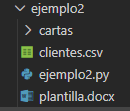 ejemplo2
cartas
clientes.csv
ejemplo2.py
plantilla.docx